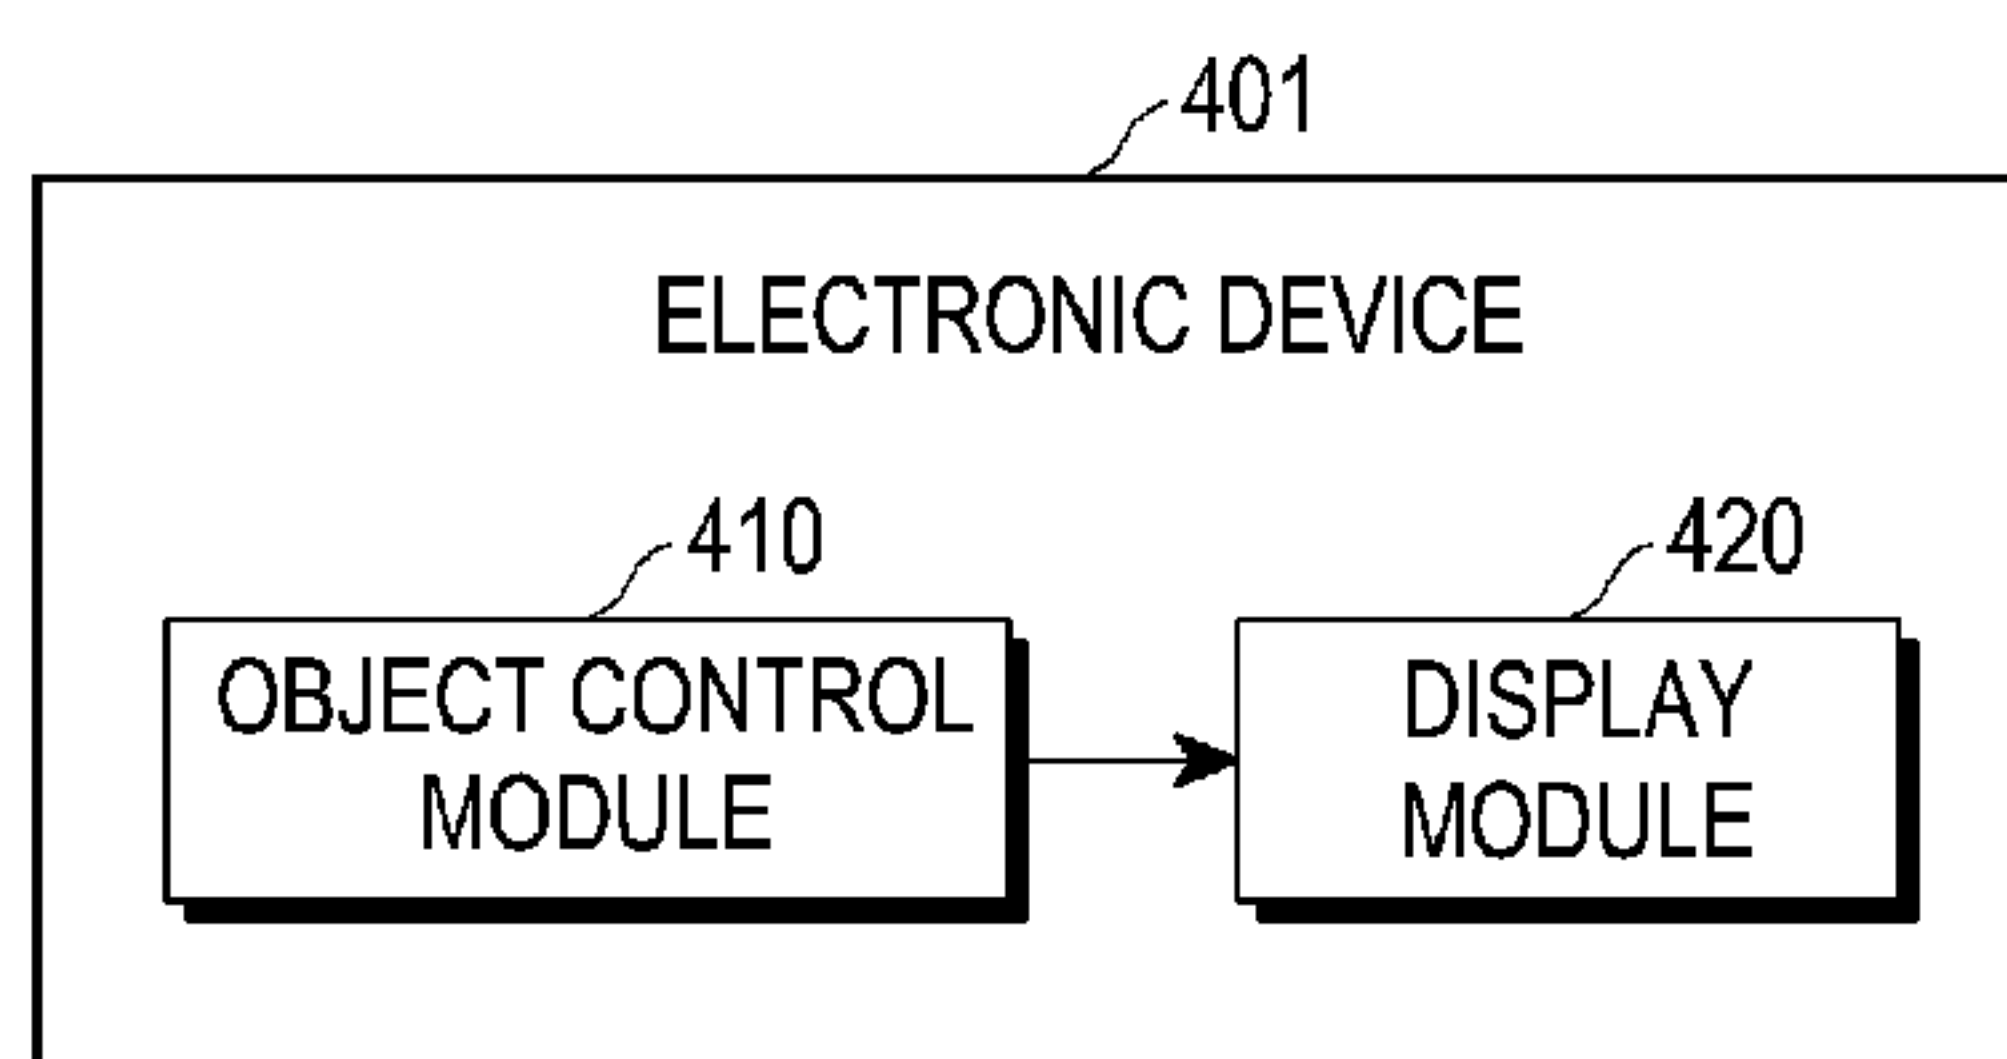 401
ELECTRONIC DEVICE
410
420
OBJECT CONTROL
MODULE
DISPLAY
MODULE